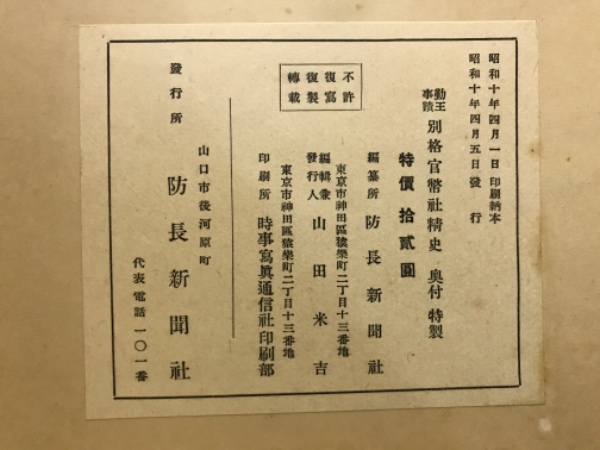 昭和十年四月一日印刷納本
昭和十年四月五日發行
勤王事蹟 別格官幣社精史 奥付 特製
特價 拾貳圓
編纂所 防長新聞社
東京市神田區猿樂町二丁目十三番地
編輯兼發行人 山田米吉
東京市神田區猿樂町二丁目十三番地
印刷所 時事寫眞通信社印刷部
不許
復寫
復製
轉載
山口市後河原町
發行所 防長新聞社
代表電話 一〇一番